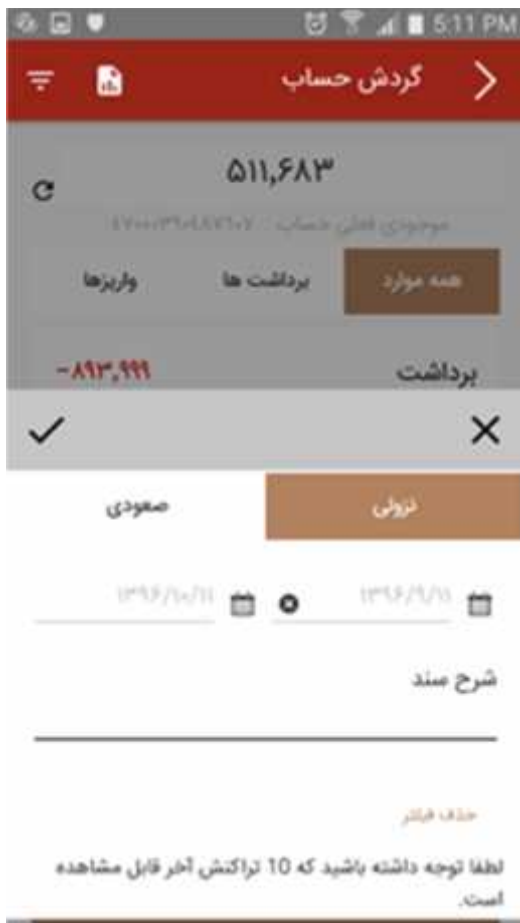 5:11 PM
گردش حساب
۵۱۱,۶۸۳
موجودی فعلی حساب :
همه موارد
برداشت ها
واریزها
برداشت
-۸۹۳,۹۹۹
نزولی
صعودی
۱۳۹۶/۹/۱۱
۱۳۹۶/۱۰/۱۱
شرح سند
حذف فیلتر
لطفا توجه داشته باشید که 10 تراکنش آخر قابل مشاهده
است.